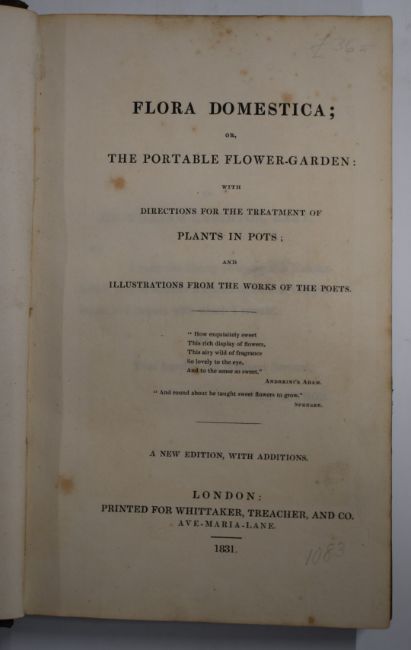 £36=
FLORA DOMESTICA;
OR,
THE PORTABLE FLOWER-GARDEN:
WITH
DIRECTIONS FOR THE TREATMENT OF
PLANTS IN POTS;
AND
ILLUSTRATIONS FROM THE WORKS OF THE POETS.
"How exquisitely sweet
This rich display of flowers,
This airy wild of fragrance
So lovely to the eye,
And to the sense so sweet."
ANDREINI'S ADAM.
"And round about he taught sweet flowers to grow."
SPENSER.
A NEW EDITION, WITH ADDITIONS.
LONDON:
PRINTED FOR WHITTAKER, TREACHER, AND CO.
AVE-MARIA-LANE.
1831.
1083